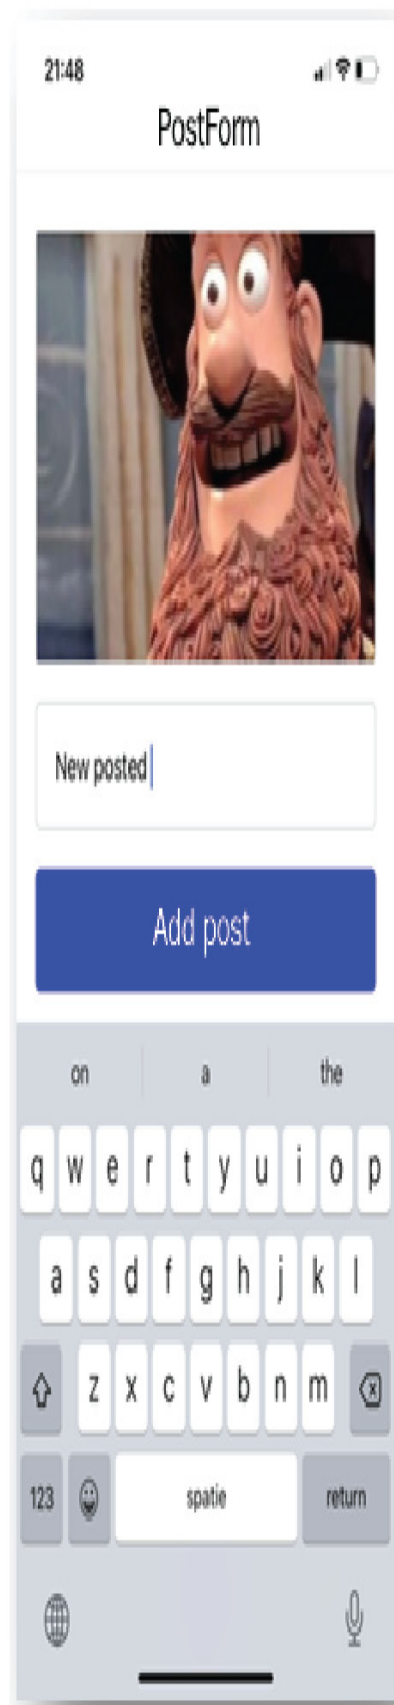 21:48
PostForm
New posted
Add post
on a the
q w e r t y u i o p
a s d f g h j k l
z x c v b n m
123 spatie return